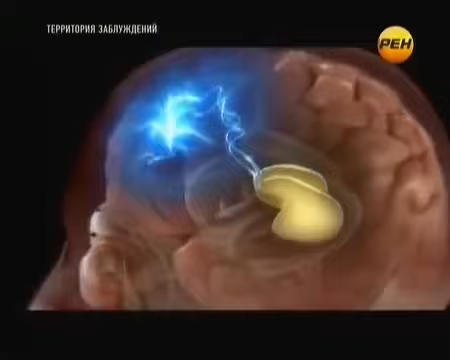 ТЕРРИТОРИЯ ЗАБЛУЖДЕНИЙ
РЕН